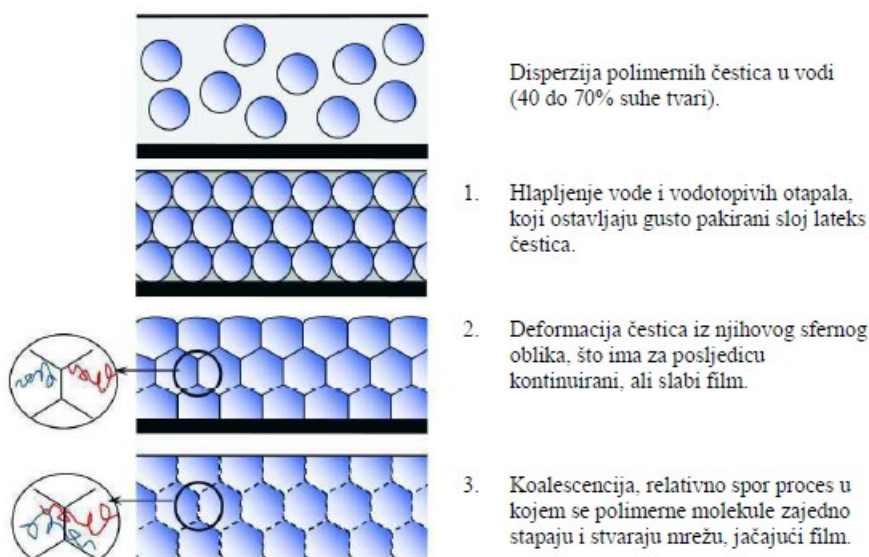 Disperzija polimernih čestica u vodi
(40 do 70% suhe tvari).
1. Hlapljenje vode i vodotopivih otapala,
koji ostavljaju gusto pakirani sloj lateks
čestica.
2. Deformacija čestica iz njihovog sfernog
oblika, što ima za posljedicu
kontinuirani, ali slabi film.
3. Koalescencija, relativno spor proces u
kojem se polimerne molekule zajedno
stapaju i stvaraju mrežu, jačajući film.